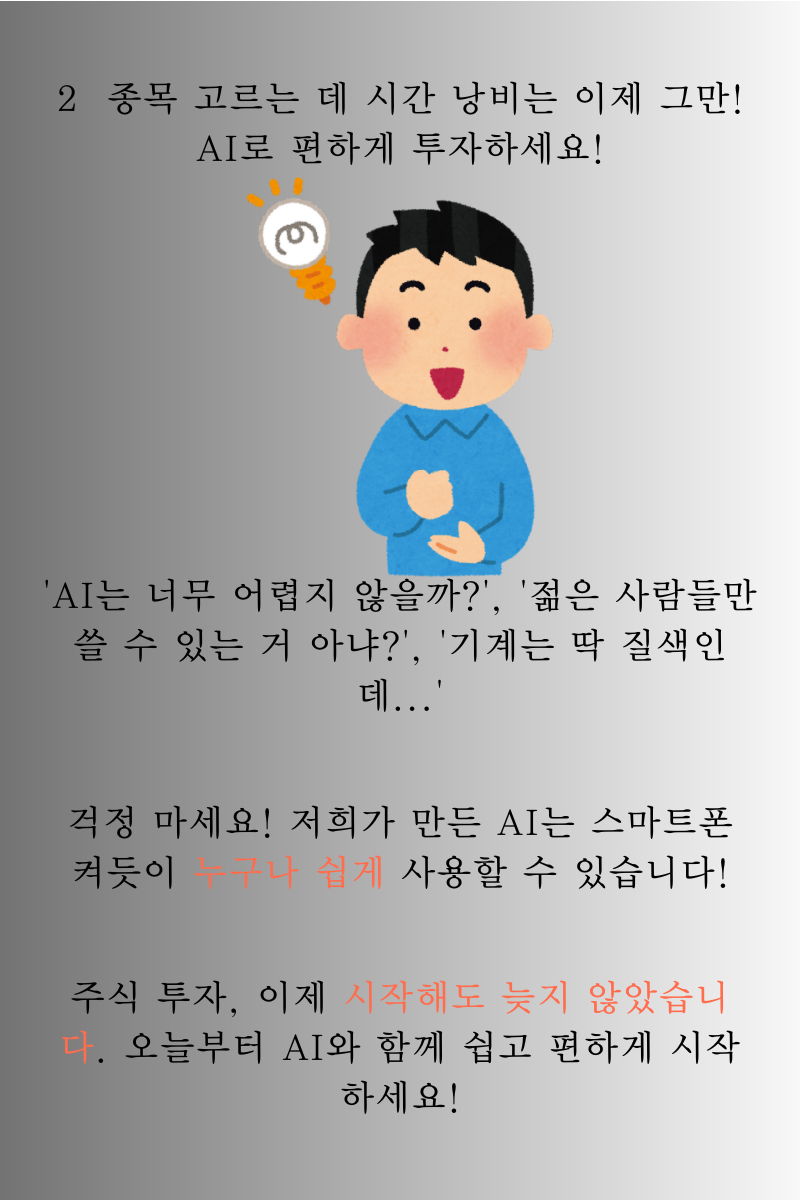 2 종목 고르는 데 시간 낭비는 이제 그만!
AI로 편하게 투자하세요!
'AI는 너무 어렵지 않을까?', '젊은 사람들만
쓸 수 있는 거 아냐?', '기계는 딱 질색인
데...'
걱정 마세요! 저희가 만든 AI는 스마트폰
켜듯이 누구나 쉽게 사용할 수 있습니다!
주식 투자, 이제 시작해도 늦지 않았습니
다. 오늘부터 AI와 함께 쉽고 편하게 시작
하세요!